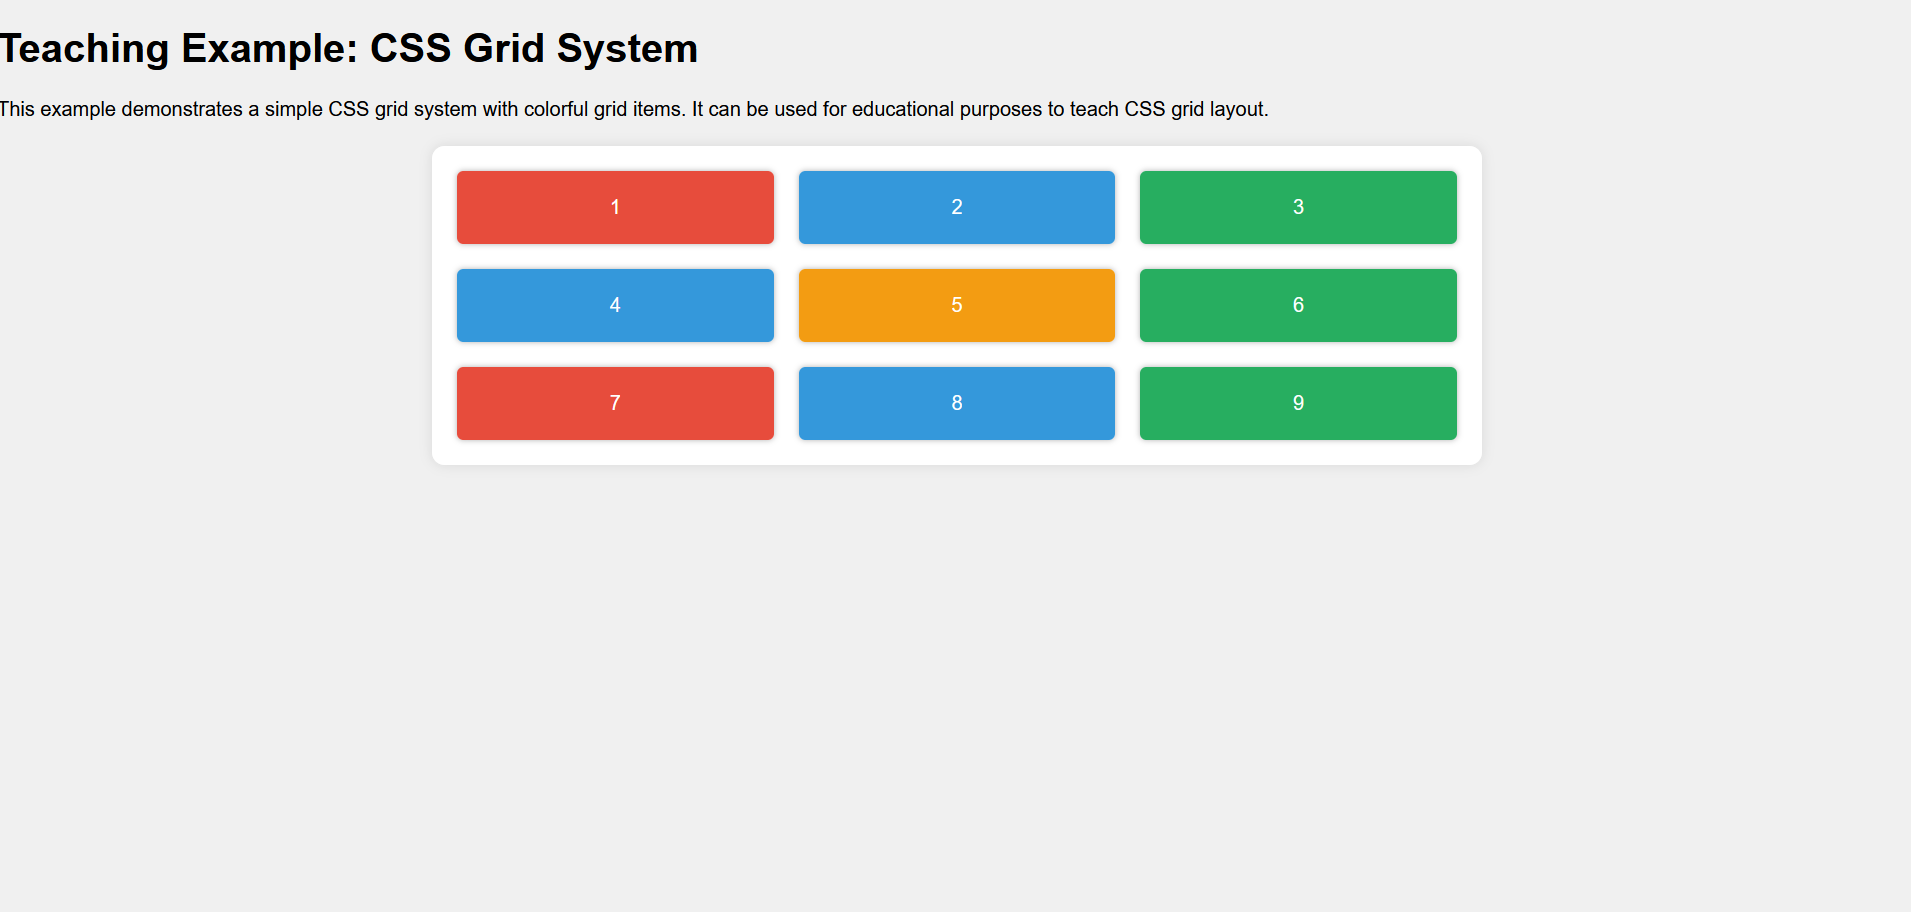 Teaching Example: CSS Grid System
This example demonstrates a simple CSS grid system with colorful grid items. It can be used for educational purposes to teach CSS grid layout.
1 2 3
4 5 6
7 8 9